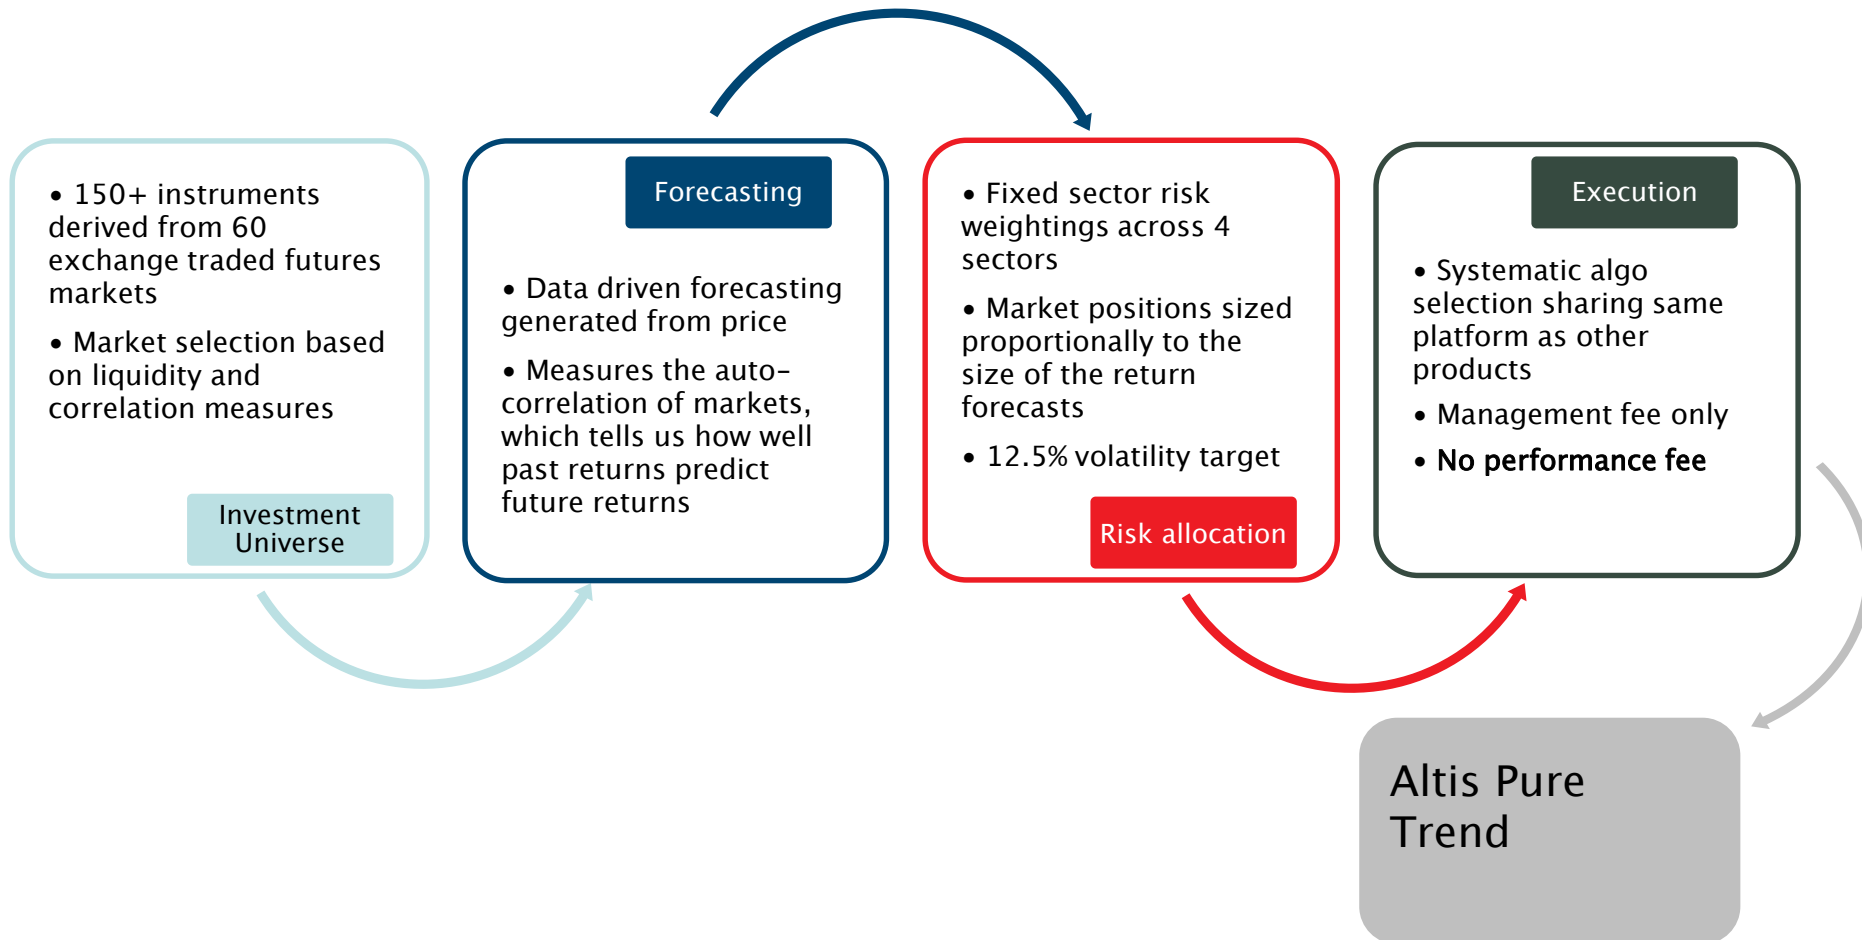 • 150+ instruments
derived from 60
exchange traded futures
markets
• Market selection based
on liquidity and
correlation measures
Investment
Universe
Forecasting
• Data driven forecasting
generated from price
• Measures the auto-
correlation of markets,
which tells us how well
past returns predict
future returns
• Fixed sector risk
weightings across 4
sectors
• Market positions sized
proportionally to the
size of the return
forecasts
• 12.5% volatility target
Risk allocation
Execution
• Systematic algo
selection sharing same
platform as other
products
• Management fee only
• No performance fee
Altis Pure
Trend